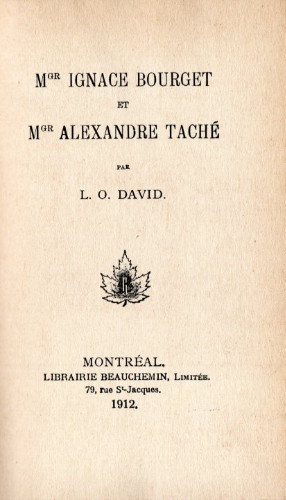 MGR IGNACE BOURGET
ET
MGR ALEXANDRE TACHÉ
PAR
L. O. DAVID.
MONTRÉAL.
LIBRAIRIE BEAUCHEMIN, LIMITÉE.
79, rue St-Jacques.
1912.